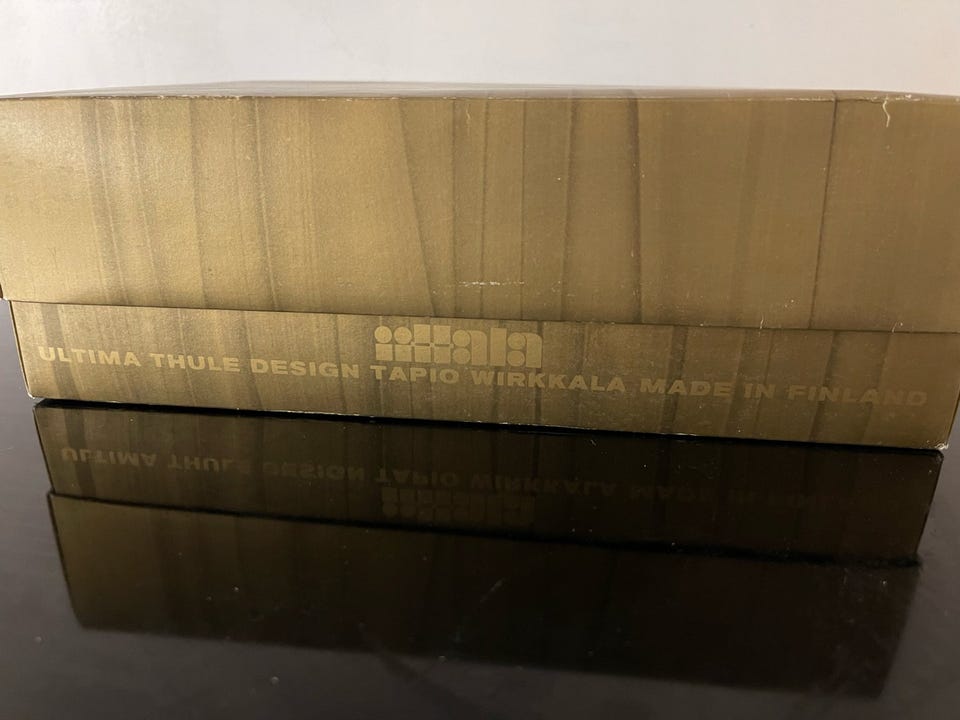 iittala
ULTIMA THULE DESIGN TAPIO WIRKKALA MADE IN FINLAND